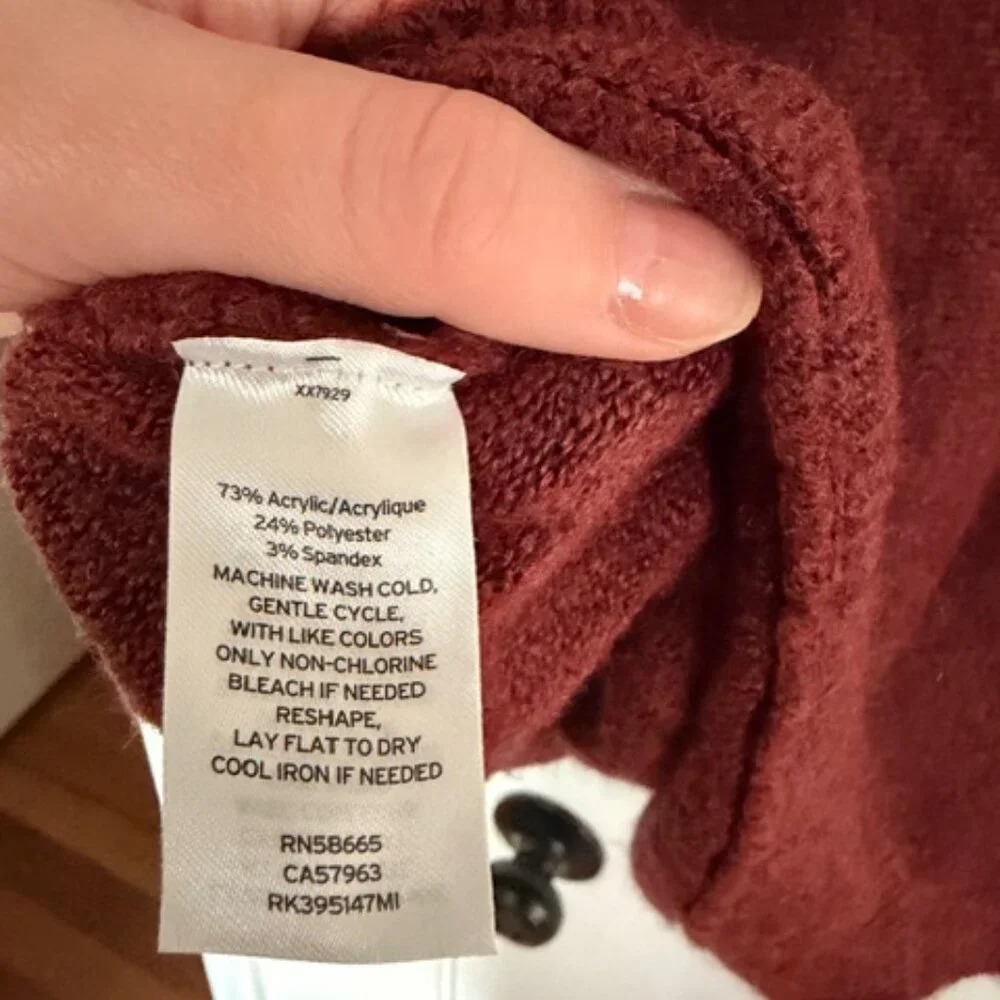 XX7929
73% Acrylic/Acrylique
24% Polyester
3% Spandex
MACHINE WASH COLD,
GENTLE CYCLE,
WITH LIKE COLORS
ONLY NON-CHLORINE
BLEACH IF NEEDED
RESHAPE,
LAY FLAT TO DRY
COOL IRON IF NEEDED
RN58665
CA57963
RK395147MI